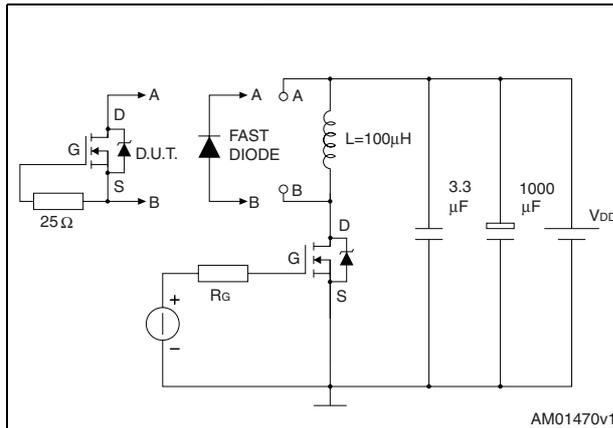 A
A
A
D
FAST
DIODE
L=100μH
G
D.U.T.
S
B
B
B
25Ω
3.3
μF
1000
μF
VDD
D
G
RG
S
+
−
AM01470v1